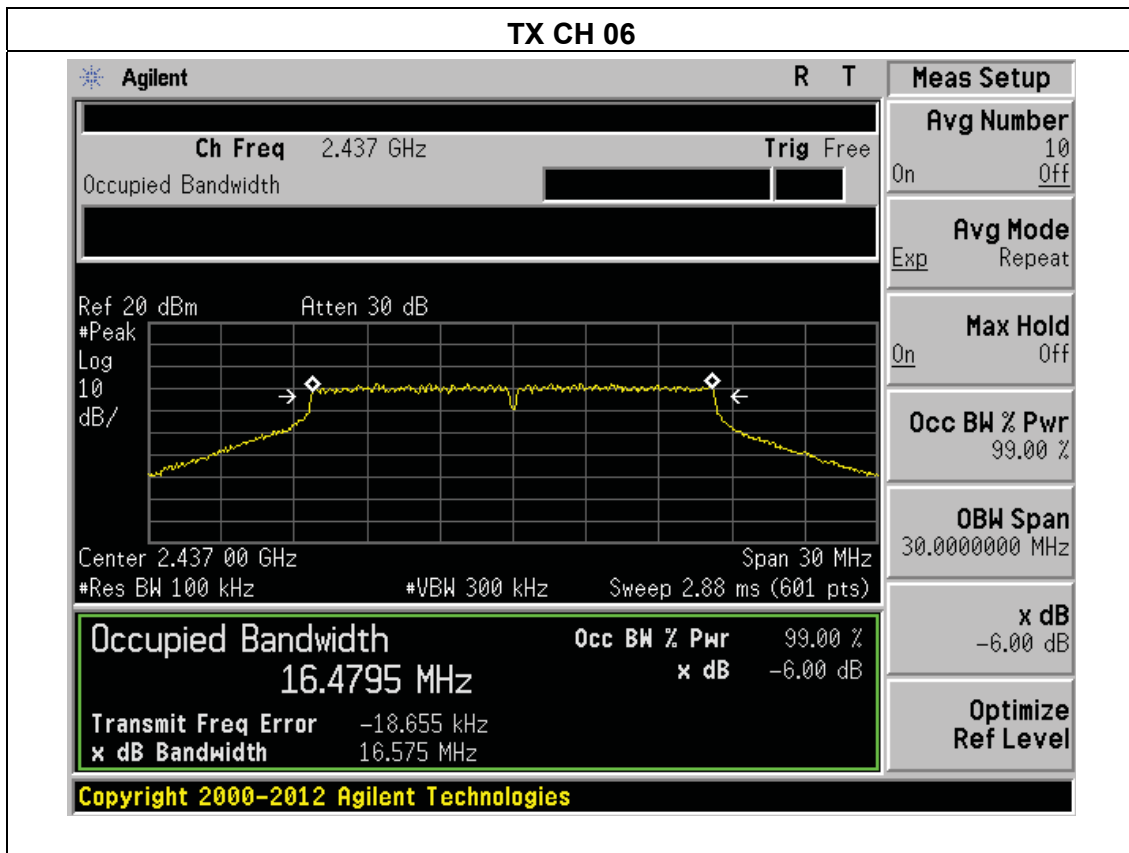 TX CH 06
Agilent R T
Ch Freq 2.437 GHz Trig Free
Occupied Bandwidth
Ref 20 dBm Atten 30 dB
#Peak
Log
10
dB/
Center 2.437 00 GHz Span 30 MHz
#Res BW 100 kHz #VBW 300 kHz Sweep 2.88 ms (601 pts)
Occupied Bandwidth Occ BW % Pwr 99.00 %
16.4795 MHz x dB -6.00 dB
Transmit Freq Error -18.655 kHz
x dB Bandwidth 16.575 MHz
Copyright 2000-2012 Agilent Technologies
Meas Setup
Avg Number
10
On Off
Avg Mode
Exp Repeat
Max Hold
On Off
Occ BW % Pwr
99.00 %
OBW Span
30.0000000 MHz
x dB
-6.00 dB
Optimize
Ref Level